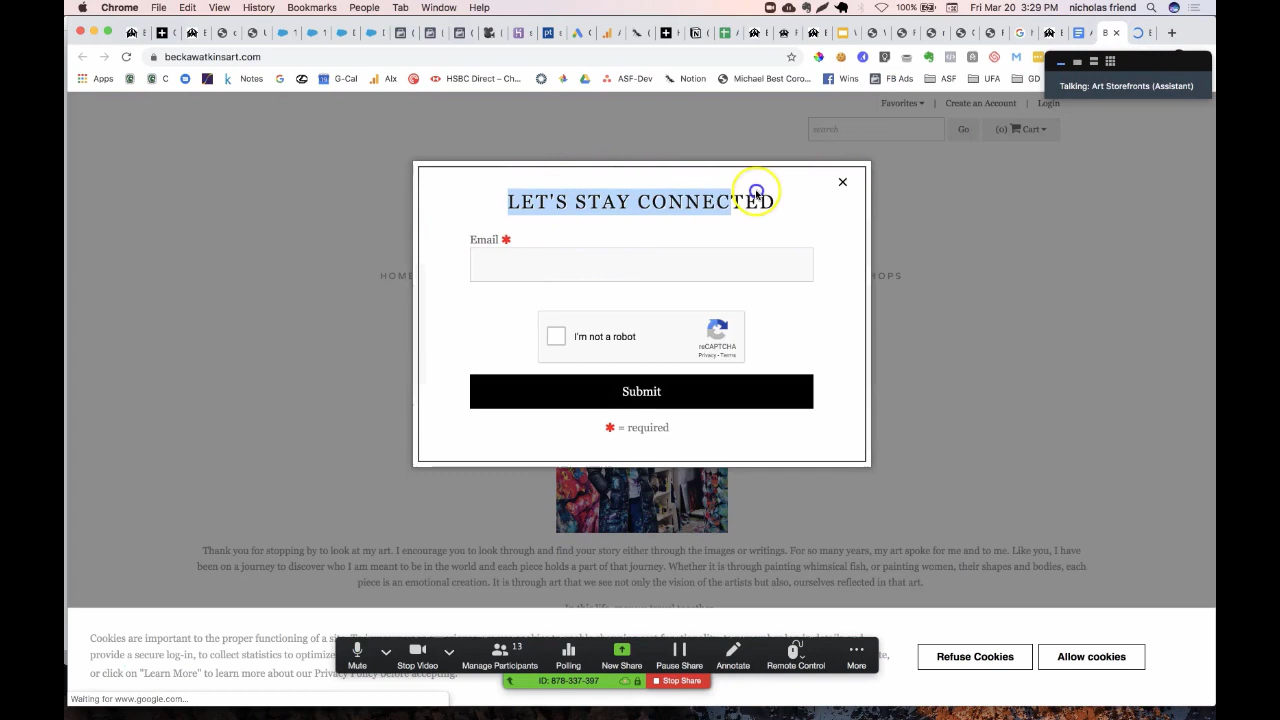 Chrome File Edit View History Bookmarks People Tab Window Help 100% Fri Mar 20 3:29 PM nicholas friend
beckawatkinsart.com
Apps C Notes G-Cal Aix HSBC Direct – Ch... ASF-Dev Notion Michael Best Coro... Wins FB Ads ASF UFA GD
Talking: Art Storefronts (Assistant)
Favorites | Create an Account | Login
search Go (0) Cart
LET'S STAY CONNECTED
Email *
HOME
HOPS
I'm not a robot
reCAPTCHA
Privacy - Terms
Submit
* = required
Thank you for stopping by to look at my art. I encourage you to look through and find your story either through the images or writings. For so many years, my art spoke for me and to me. Like you, I have
been on a journey to discover who I am meant to be in the world and each piece holds a part of that journey. Whether it is through painting whimsical fish, or painting women, their shapes and bodies, each
piece is an emotional creation. It is through art that we see not only the vision of the artists but also, ourselves reflected in that art.
Cookies are important to the proper functioning of a
provide a secure log-in, to collect statistics to optimize
or click on "Learn More" to learn more about our Privacy Policy before accepting.
Refuse Cookies Allow cookies
Mute Stop Video Manage Participants 13 Polling New Share Pause Share Annotate Remote Control More
ID: 878-337-397 Stop Share
Waiting for www.google.com...